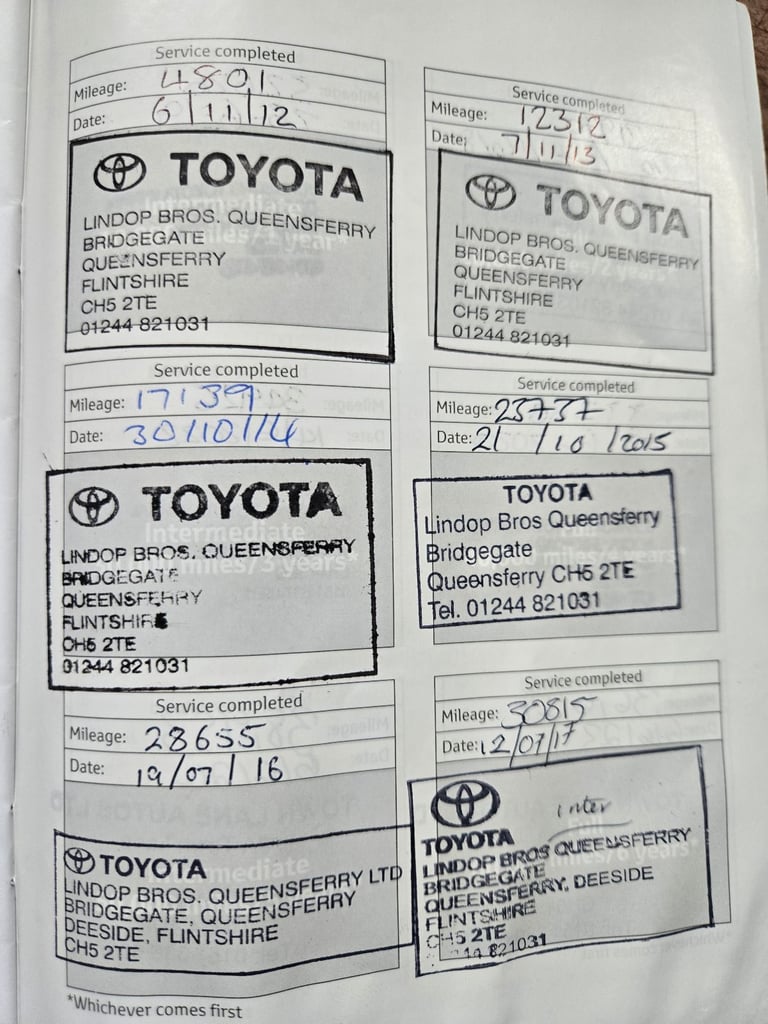 Service completed
Mileage: 4801
Date: 6/11/12
TOYOTA
LINDOP BROS. QUEENSFERRY
BRIDGEGATE
QUEENSFERRY
FLINTSHIRE
CH5 2TE
01244 821031
Service completed
Mileage: 12312
Date: 7/11/13
TOYOTA
LINDOP BROS. QUEENSFERRY
BRIDGEGATE
QUEENSFERRY
FLINTSHIRE
CH5 2TE
01244 821031
Service completed
Mileage: 17139
Date: 30/10/14
TOYOTA
LINDOP BROS. QUEENSFERRY
BRIDGEGATE
QUEENSFERRY
FLINTSHIRE
CH5 2TE
01244 821031
Service completed
Mileage: 23737
Date: 21/10/2015
TOYOTA
Lindop Bros Queensferry
Bridgegate
Queensferry CH5 2TE
Tel. 01244 821031
Service completed
Mileage: 28655
Date: 19/07/16
TOYOTA
LINDOP BROS. QUEENSFERRY LTD
BRIDGEGATE, QUEENSFERRY
DEESIDE, FLINTSHIRE
CH5 2TE
Service completed
Mileage: 30815
Date: 12/07/17
inter
TOYOTA
LINDOP BROS QUEENSFERRY
BRIDGEGATE
QUEENSFERRY, DEESIDE
FLINTSHIRE
CH5 2TE
821031
*Whichever comes first